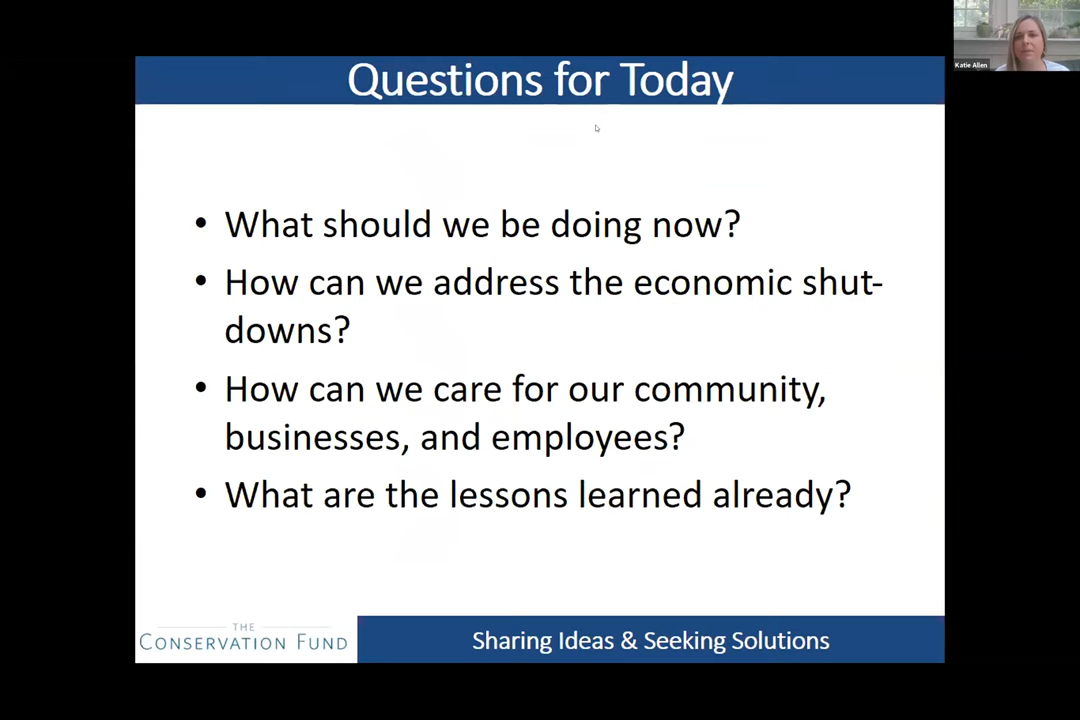 Questions for Today
Katie Allen
• What should we be doing now?
• How can we address the economic shut-
downs?
• How can we care for our community,
businesses, and employees?
• What are the lessons learned already?
THE
CONSERVATION FUND
Sharing Ideas & Seeking Solutions